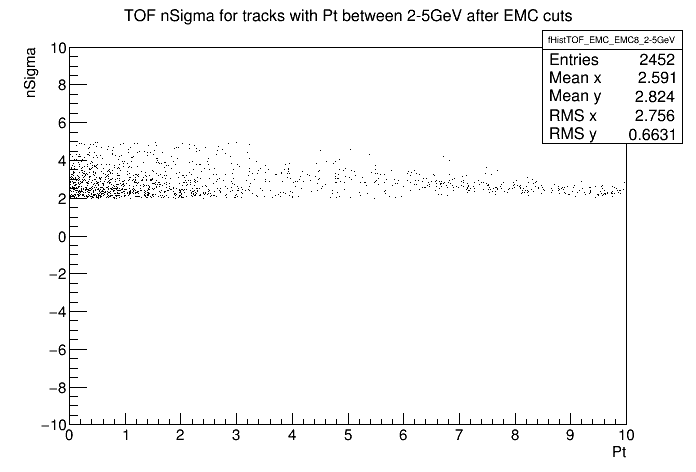 TOF nSigma for tracks with Pt between 2-5GeV after EMC cuts
fHistTOF_EMC_EMC8_2-5GeV
Entries 2452
Mean x 2.591
Mean y 2.824
RMS x 2.756
RMS y 0.6631
nSigma
10
8
6
4
2
0
−2
−4
−6
−8
−10
0 1 2 3 4 5 6 7 8 9 10
Pt